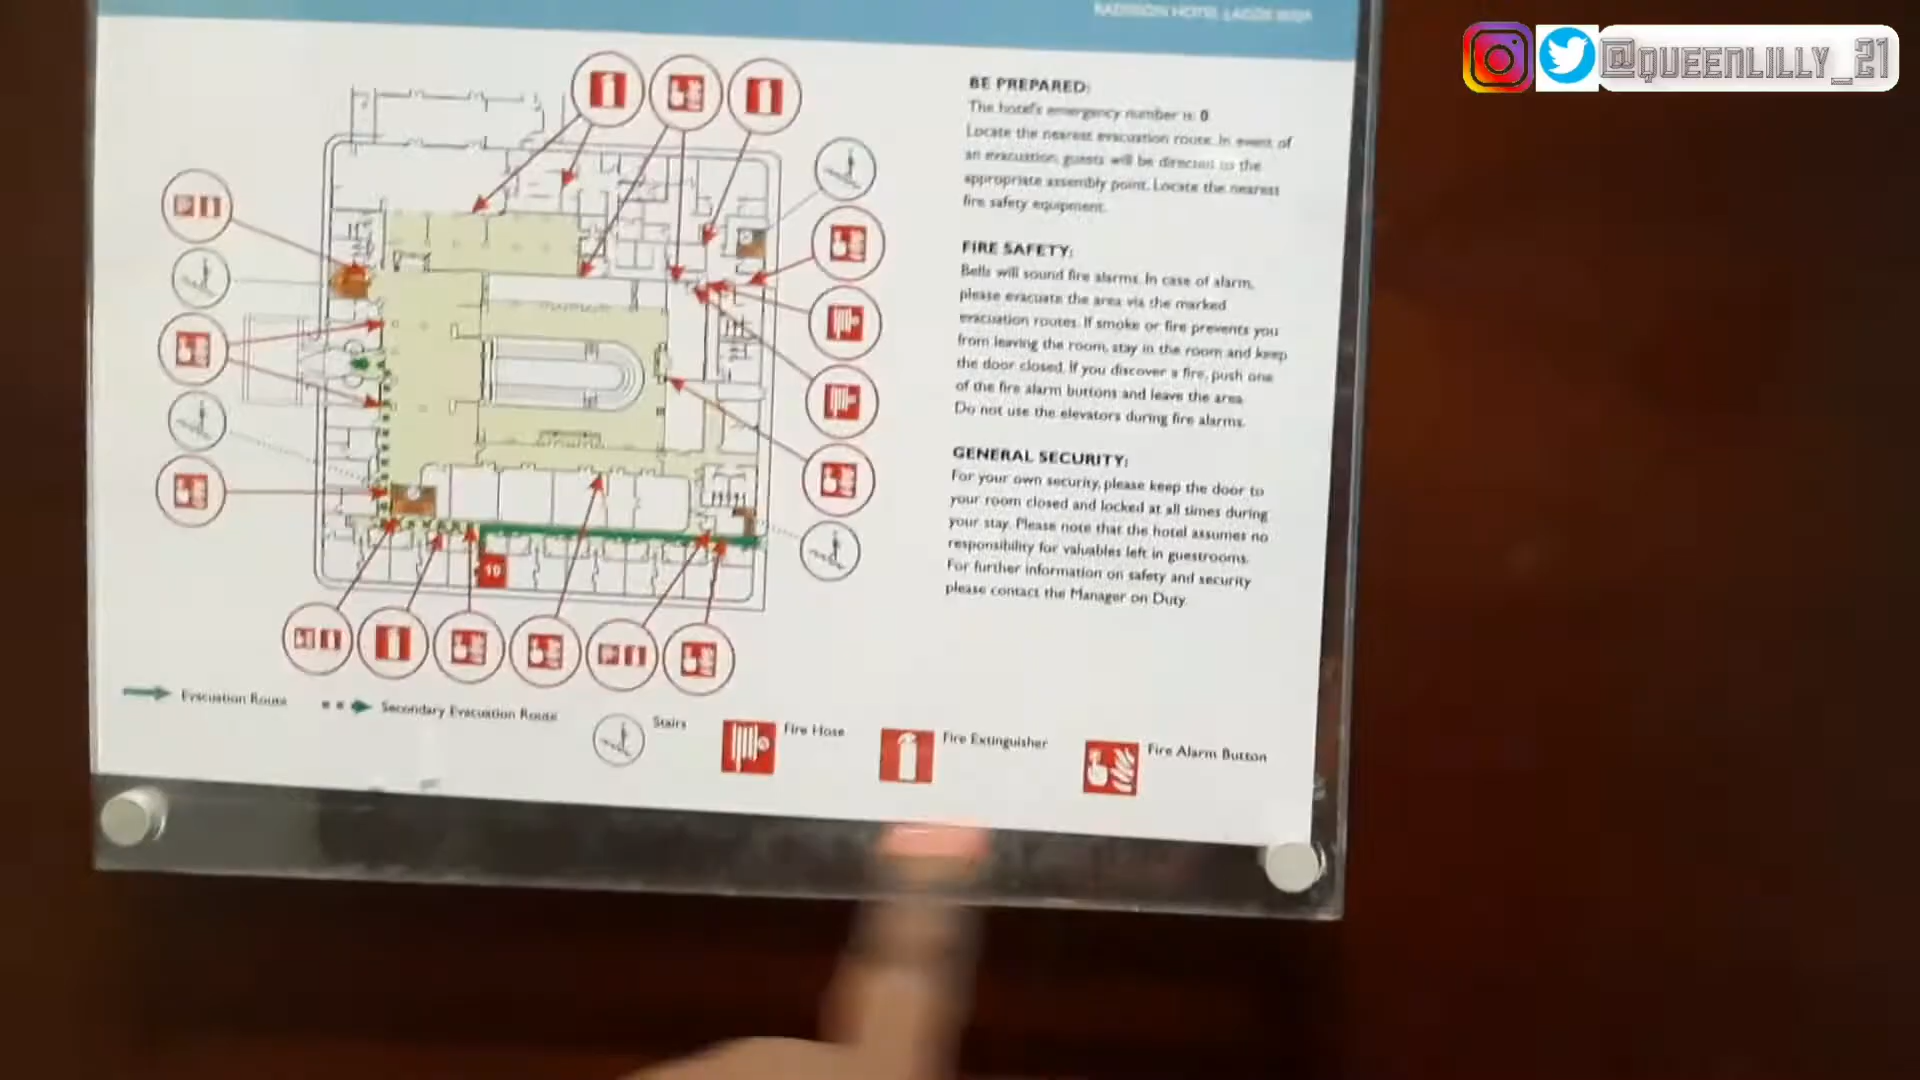 RADISSON HOTEL LAGOS IKEJA
@QUEENLILLY_21
BE PREPARED:
The hotel's emergency number is: 0
Locate the nearest evacuation route. In event of
an evacuation guests will be directed to the
appropriate assembly point. Locate the nearest
fire safety equipment.
FIRE SAFETY:
Bells will sound fire alarms. In case of alarm,
please evacuate the area via the marked
evacuation routes. If smoke or fire prevents you
from leaving the room, stay in the room and keep
the door closed. If you discover a fire, push one
of the fire alarm buttons and leave the area
Do not use the elevators during fire alarms.
GENERAL SECURITY:
For your own security, please keep the door to
your room closed and locked at all times during
your stay. Please note that the hotel assumes no
responsibility for valuables left in guestrooms.
For further information on safety and security
please contact the Manager on Duty.
10
Evacuation Route
Secondary Evacuation Route
Stairs
Fire Hose
Fire Extinguisher
Fire Alarm Button